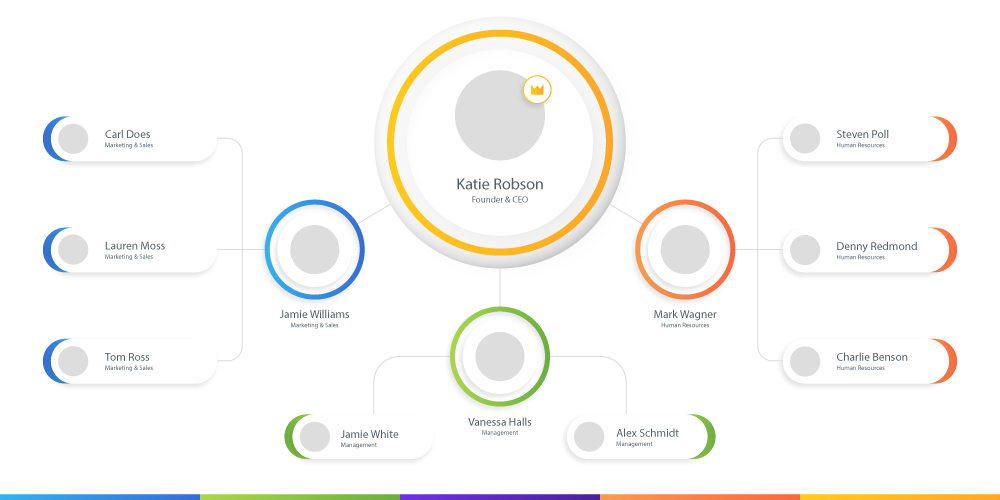 Katie Robson
Founder & CEO
Carl Does
Marketing & Sales
Lauren Moss
Marketing & Sales
Tom Ross
Marketing & Sales
Jamie Williams
Marketing & Sales
Steven Poll
Human Resources
Denny Redmond
Human Resources
Charlie Benson
Human Resources
Mark Wagner
Human Resources
Vanessa Halls
Management
Jamie White
Management
Alex Schmidt
Management